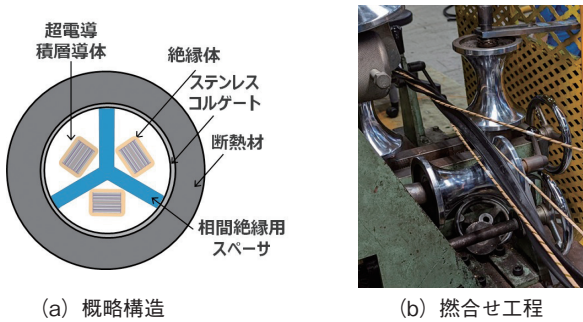 超電導
積層導体
絶縁体
ステンレス
コルゲート
断熱材
相間絶縁用
スペーサ
(a) 概略構造
(b) 撚合せ工程